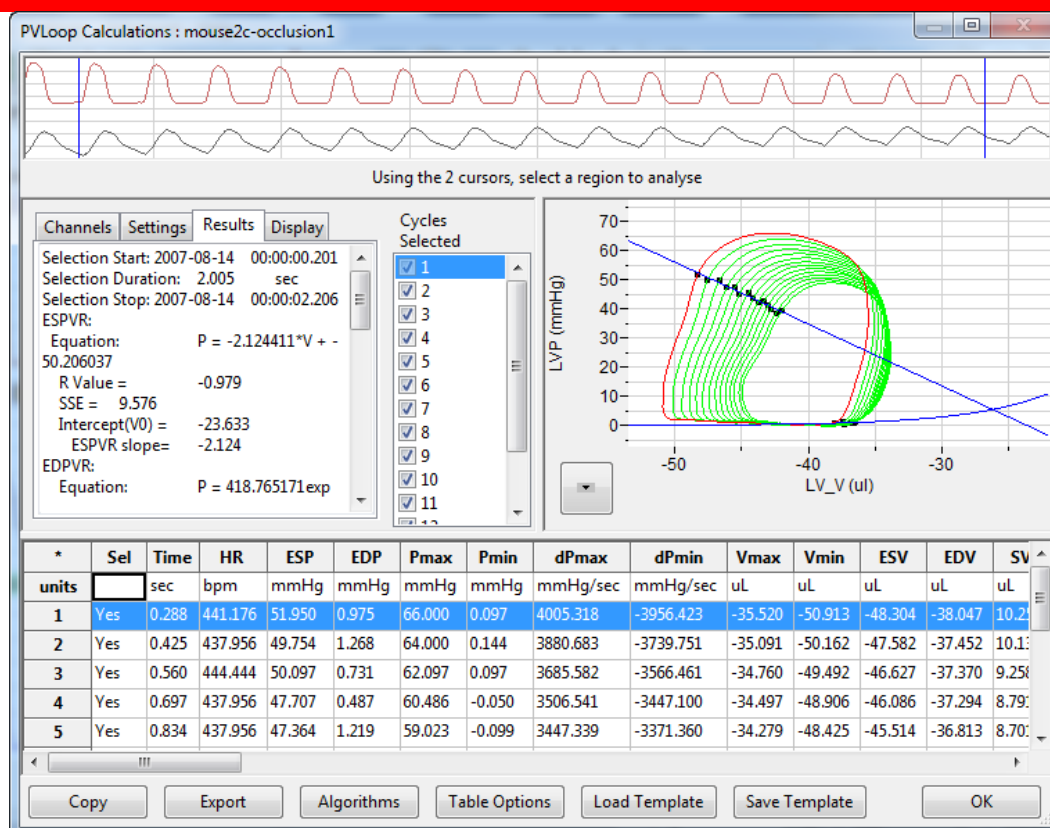 PVLoop Calculations : mouse2c-occlusion1
Using the 2 cursors, select a region to analyse
Channels Settings Results Display
Selection Start: 2007-08-14 00:00:00.201
Selection Duration: 2.005 sec
Selection Stop: 2007-08-14 00:00:02.206
ESPVR:
Equation: P = -2.124411*V + -
50.206037
R Value = -0.979
SSE = 9.576
Intercept(V0) = -23.633
ESPVR slope= -2.124
EDPVR:
Equation: P = 418.765171exp
Cycles
Selected
1
2
3
4
5
6
7
8
9
10
11
LVP (mmHg)
70
60
50
40
30
20
10
0
-50 -40 -30
LV_V (ul)
* Sel Time HR ESP EDP Pmax Pmin dPmax dPmin Vmax Vmin ESV EDV SV
units sec bpm mmHg mmHg mmHg mmHg mmHg/sec mmHg/sec uL uL uL uL uL
1 Yes 0.288 441.176 51.950 0.975 66.000 0.097 4005.318 -3956.423 -35.520 -50.913 -48.304 -38.047
2 Yes 0.425 437.956 49.754 1.268 64.000 0.144 3880.683 -3739.751 -35.091 -50.162 -47.582 -37.452
3 Yes 0.560 444.444 50.097 0.731 62.097 0.097 3685.582 -3566.461 -34.760 -49.492 -46.627 -37.370 9.258
4 Yes 0.697 437.956 47.707 0.487 60.486 -0.050 3506.541 -3447.100 -34.497 -48.906 -46.086 -37.294
5 Yes 0.834 437.956 47.364 1.219 59.023 -0.099 3447.339 -3371.360 -34.279 -48.425 -45.514 -36.813
Copy Export Algorithms Table Options Load Template Save Template OK